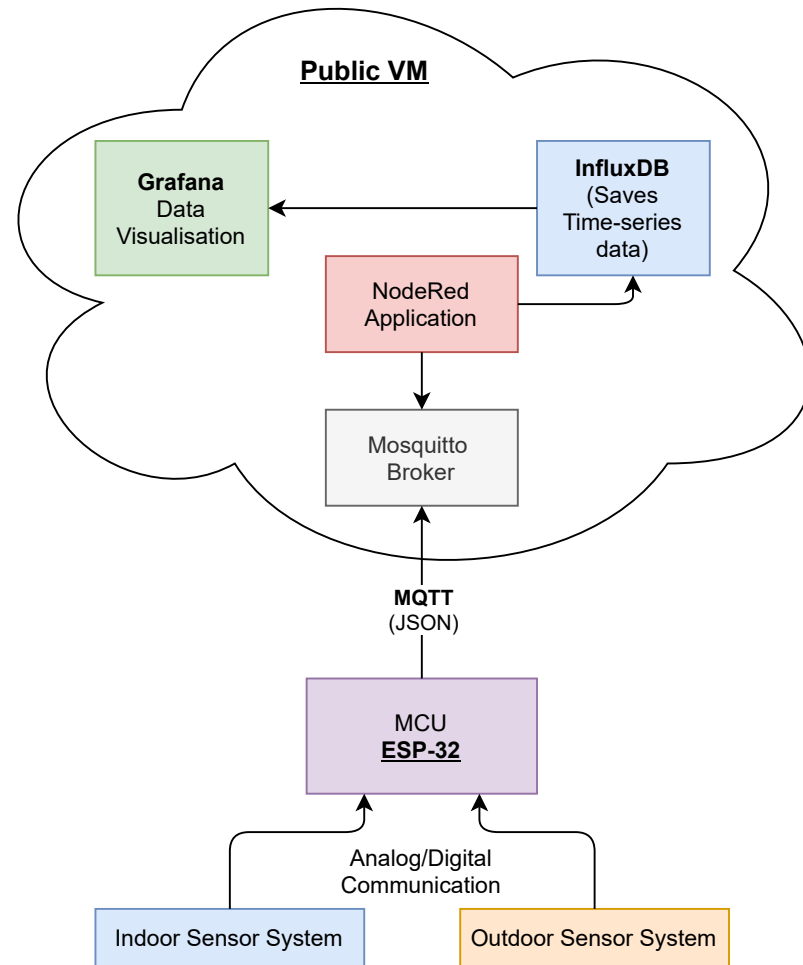 Public VM
Grafana
Data
Visualisation
InfluxDB
(Saves
Time-series
data)
NodeRed
Application
Mosquitto
Broker
MQTT
(JSON)
MCU
ESP-32
Analog/Digital
Communication
Indoor Sensor System
Outdoor Sensor System